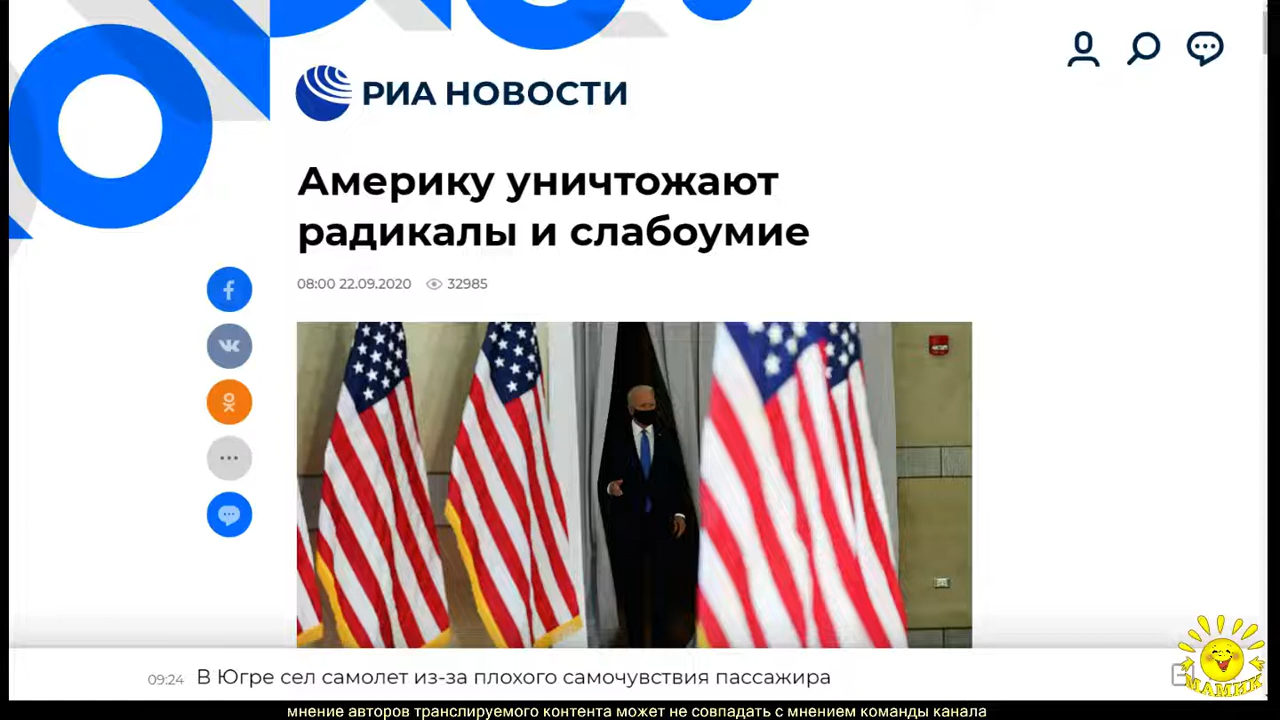 РИА НОВОСТИ
Америку уничтожают
радикалы и слабоумие
08:00 22.09.2020 32985
09:24 В Югре сел самолет из-за плохого самочувствия пассажира
МАМИК
мнение авторов транслируемого контента может не совпадать с мнением команды канала